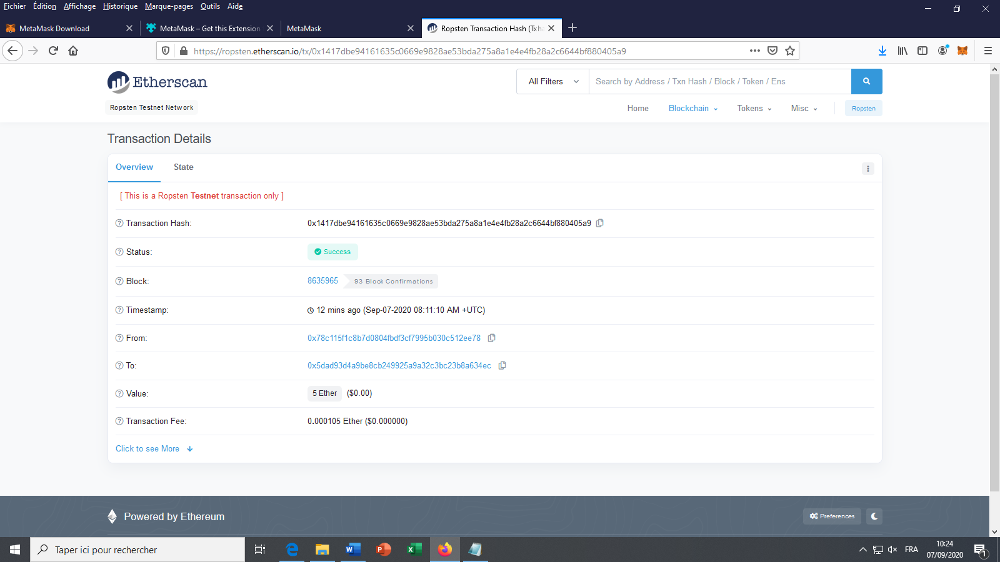 Fichier Édition Affichage Historique Marque-pages Outils Aide
MetaMask Download
MetaMask – Get this Extension
MetaMask
Ropsten Transaction Hash (Txha
https://ropsten.etherscan.io/tx/0x1417dbe94161635c0669e9828ae53bda275a8a1e4e4fb28a2c6644bf880405a9
Etherscan
All Filters
Search by Address / Txn Hash / Block / Token / Ens
Ropsten Testnet Network
Home Blockchain Tokens Misc Ropsten
Transaction Details
Overview State
[ This is a Ropsten Testnet transaction only ]
Transaction Hash: 0x1417dbe94161635c0669e9828ae53bda275a8a1e4e4fb28a2c6644bf880405a9
Status: Success
Block: 8635965 93 Block Confirmations
Timestamp: 12 mins ago (Sep-07-2020 08:11:10 AM +UTC)
From: 0x78c115f1c8b7d0804fbdf3cf7995b030c512ee78
To: 0x5dad93d4a9be8cb249925a9a32c3bc23b8a634ec
Value: 5 Ether ($0.00)
Transaction Fee: 0.000105 Ether ($0.000000)
Click to see More
Powered by Ethereum
Preferences
Taper ici pour rechercher
FRA
10:24
07/09/2020
1